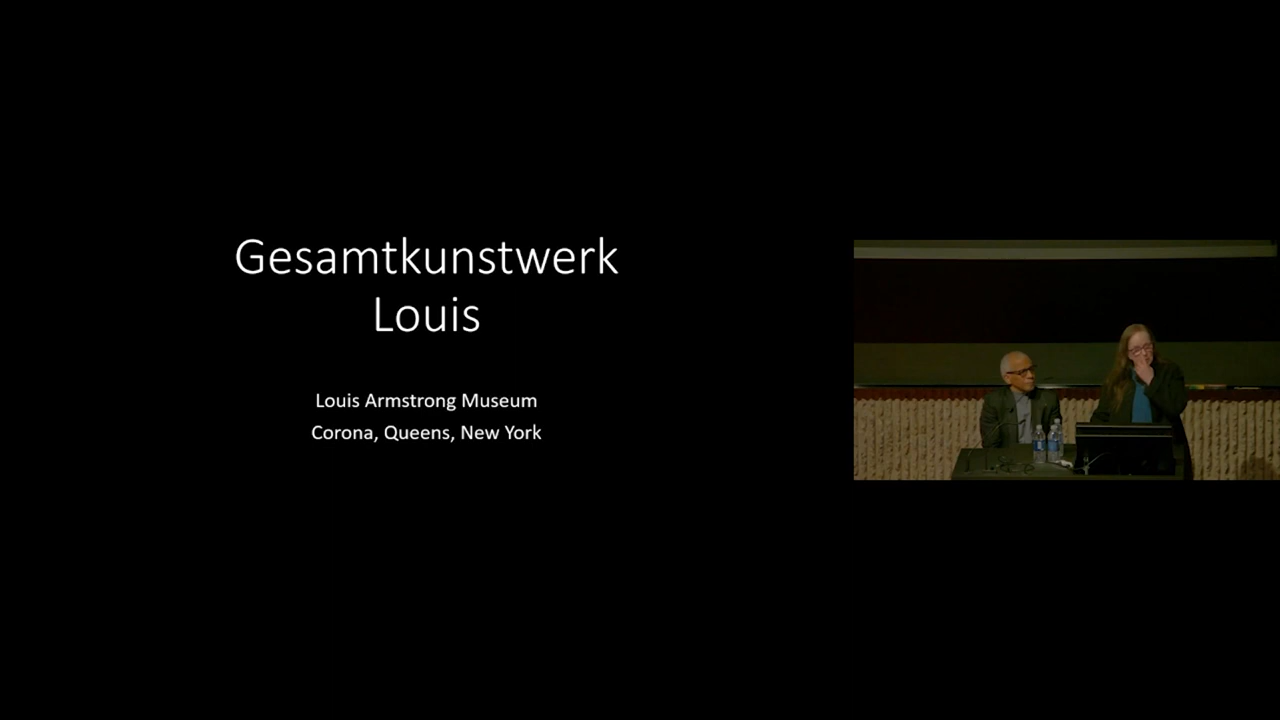 Gesamtkunstwerk
Louis
Louis Armstrong Museum
Corona, Queens, New York